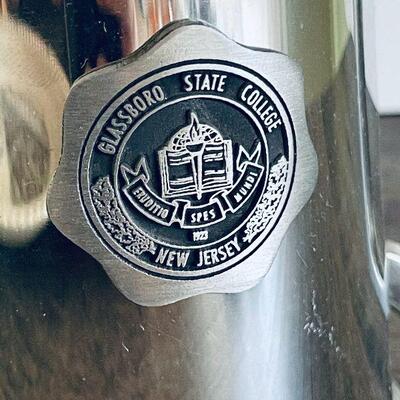 GLASSBORO STATE COLLEGE
ERUDITIO SPES MUNDI
1923
NEW JERSEY